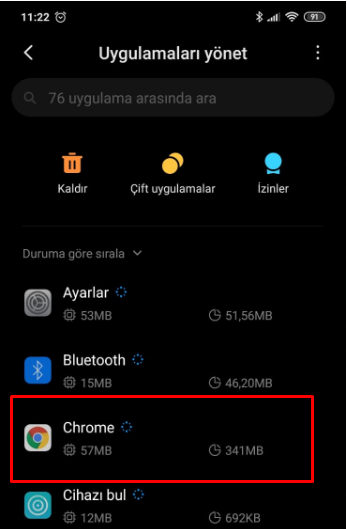 11:22
91
Uygulamaları yönet
76 uygulama arasında ara
Kaldır
Çift uygulamalar
İzinler
Duruma göre sırala
Ayarlar
53MB
51,56MB
Bluetooth
15MB
46,20MB
Chrome
57MB
341MB
Cihazı bul
12MB
692KB